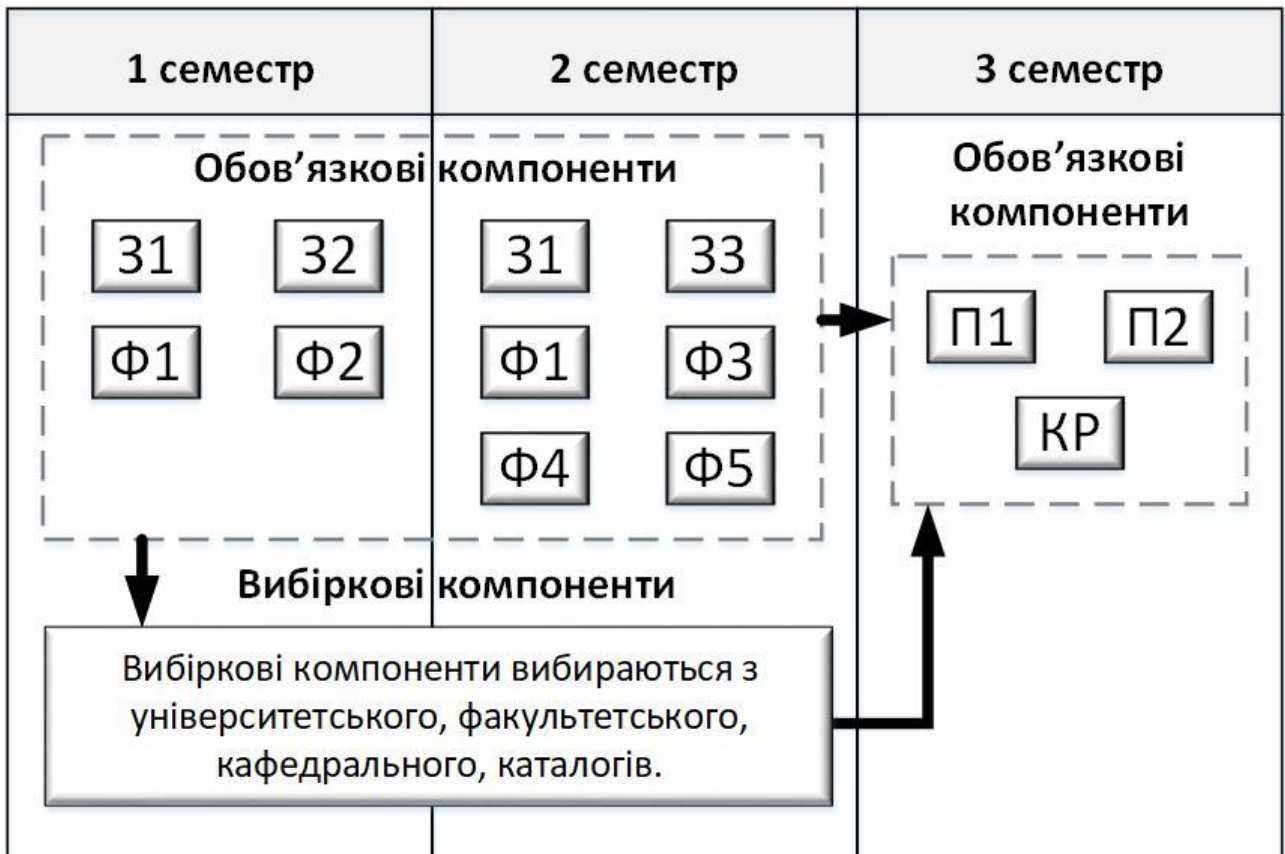 1 семестр
2 семестр
3 семестр
Обов’язкові компоненти
З1 З2 З1 З3
Ф1 Ф2 Ф1 Ф3
Ф4 Ф5
Обов’язкові
компоненти
П1 П2
КР
Вибіркові компоненти
Вибіркові компоненти вибираються з
університетського, факультетського,
кафедрального, каталогів.